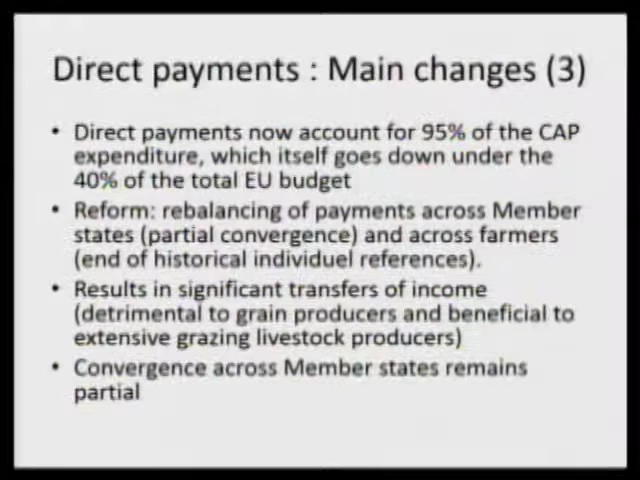 Direct payments : Main changes (3)
• Direct payments now account for 95% of the CAP
expenditure, which itself goes down under the
40% of the total EU budget
• Reform: rebalancing of payments across Member
states (partial convergence) and across farmers
(end of historical individuel references).
• Results in significant transfers of income
(detrimental to grain producers and beneficial to
extensive grazing livestock producers)
• Convergence across Member states remains
partial